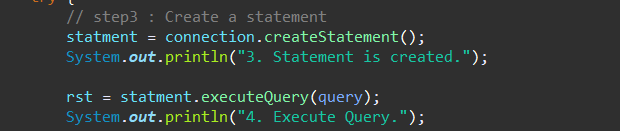 try {
// step3 : Create a statement
statment = connection.createStatement();
System.out.println("3. Statement is created.");
rst = statment.executeQuery(query);
System.out.println("4. Execute Query.");